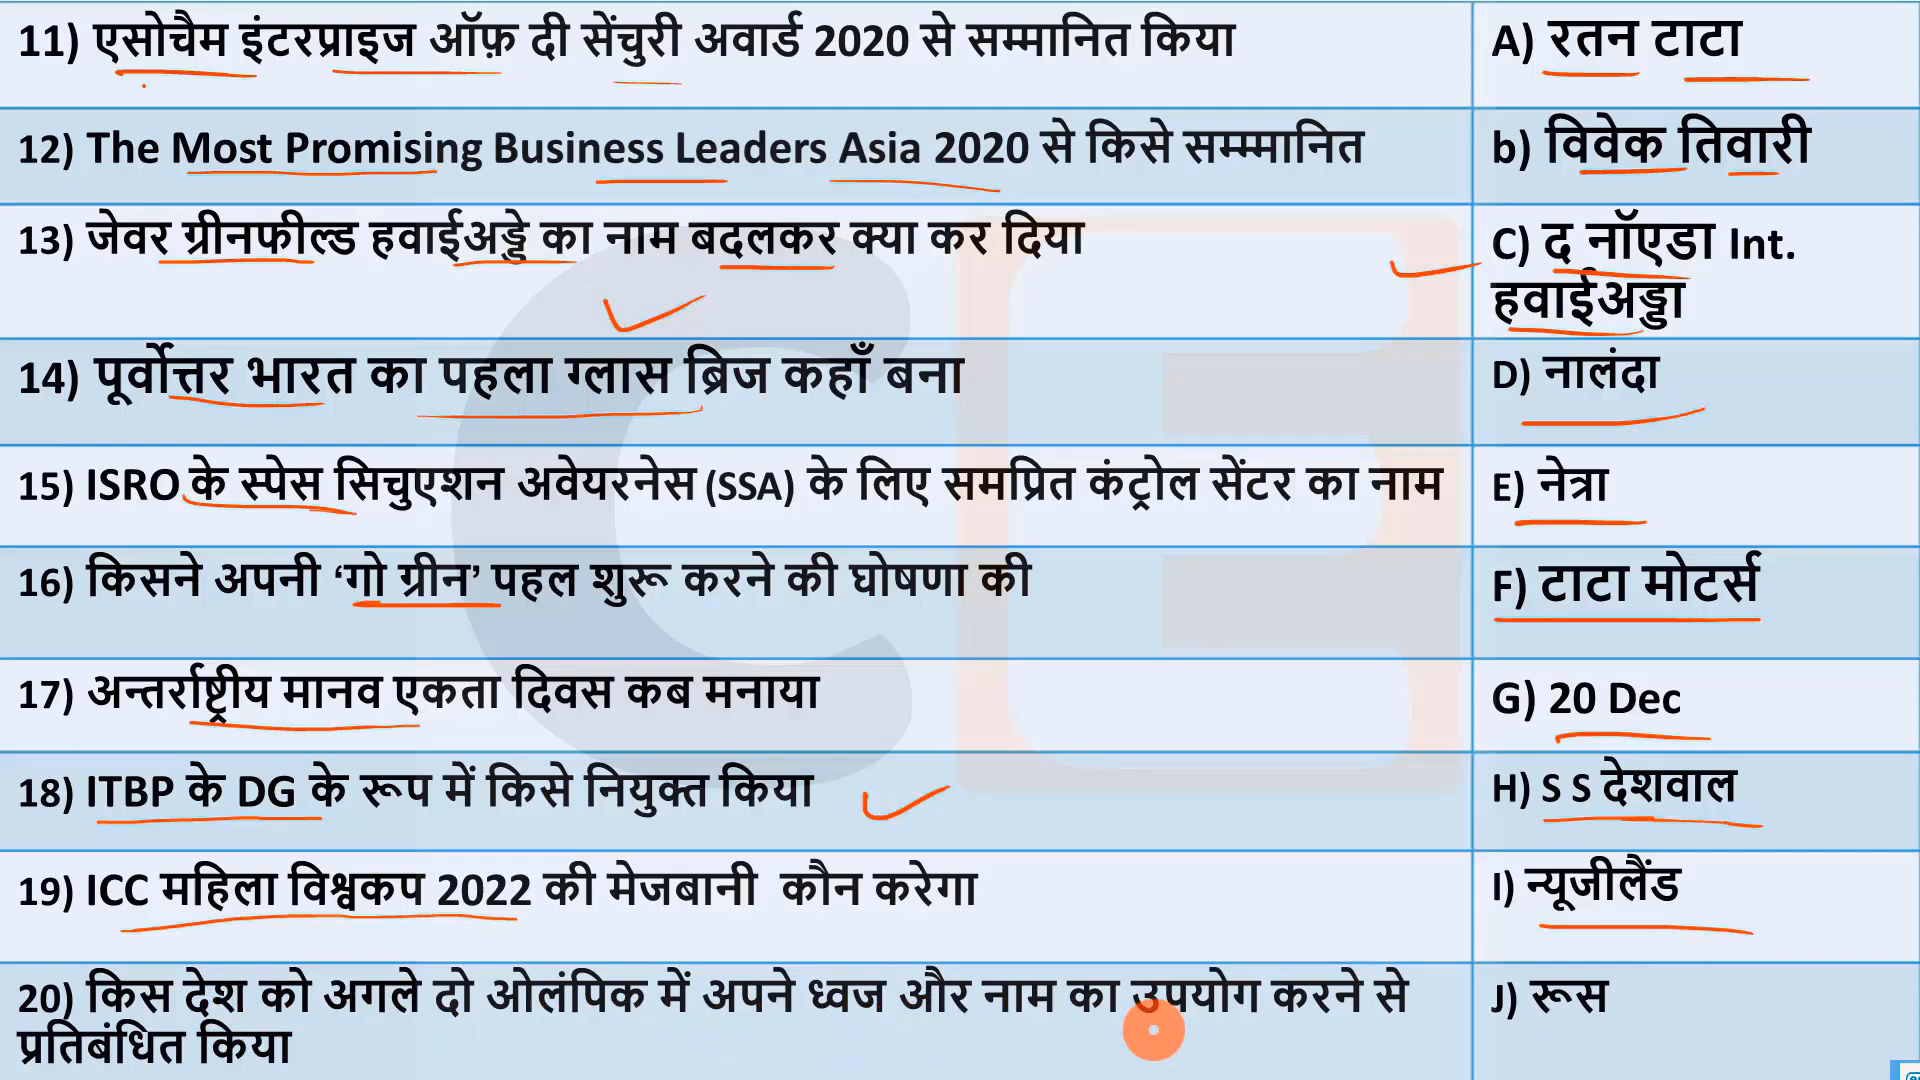 11) एसोचैम इंटरप्राइज ऑफ़ दी सेंचुरी अवार्ड 2020 से सम्मानित किया
A) रतन टाटा
12) The Most Promising Business Leaders Asia 2020 से किसे सम्म्मानित
b) विवेक तिवारी
13) जेवर ग्रीनफील्ड हवाईअड्डे का नाम बदलकर क्या कर दिया
C) द नॉएडा Int.
हवाईअड्डा
14) पूर्वोत्तर भारत का पहला ग्लास ब्रिज कहाँ बना
D) नालंदा
15) ISRO के स्पेस सिचुएशन अवेयरनेस (SSA) के लिए समप्रित कंट्रोल सेंटर का नाम
E) नेत्रा
16) किसने अपनी ‘गो ग्रीन’ पहल शुरू करने की घोषणा की
F) टाटा मोटर्स
17) अन्तर्राष्ट्रीय मानव एकता दिवस कब मनाया
G) 20 Dec
18) ITBP के DG के रूप में किसे नियुक्त किया
H) S S देशवाल
19) ICC महिला विश्वकप 2022 की मेजबानी कौन करेगा
I) न्यूजीलैंड
20) किस देश को अगले दो ओलंपिक में अपने ध्वज और नाम का उपयोग करने से
प्रतिबंधित किया
J) रूस
CE